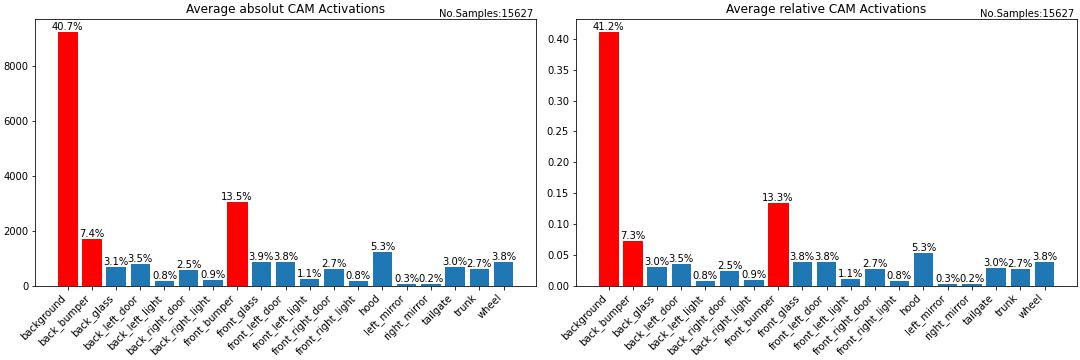 Average absolut CAM Activations
No.Samples:15627
40.7%
7.4%
3.1%
3.5%
0.8%
2.5%
0.9%
13.5%
3.9%
3.8%
1.1%
2.7%
0.8%
5.3%
0.3%
0.2%
3.0%
2.7%
3.8%
8000
6000
4000
2000
0
background
back_bumper
back_glass
back_left_door
back_left_light
back_right_door
back_right_light
front_bumper
front_glass
front_left_door
front_left_light
front_right_door
front_right_light
hood
left_mirror
right_mirror
tailgate
trunk
wheel
Average relative CAM Activations
No.Samples:15627
41.2%
7.3%
3.0%
3.5%
0.8%
2.5%
0.9%
13.3%
3.8%
3.8%
1.1%
2.7%
0.8%
5.3%
0.3%
0.2%
3.0%
2.7%
3.8%
0.40
0.35
0.30
0.25
0.20
0.15
0.10
0.05
0.00
background
back_bumper
back_glass
back_left_door
back_left_light
back_right_door
back_right_light
front_bumper
front_glass
front_left_door
front_left_light
front_right_door
front_right_light
hood
left_mirror
right_mirror
tailgate
trunk
wheel